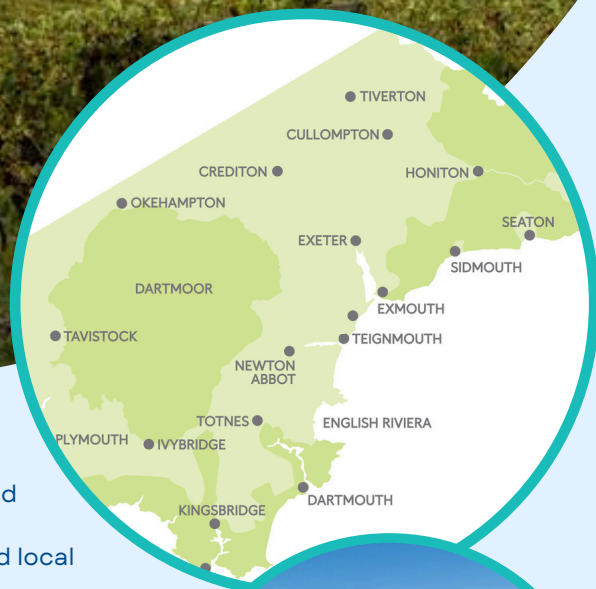 TIVERTON
CULLOMPTON
CREDITON
HONITON
OKEHAMPTON
SEATON
EXETER
SIDMOUTH
DARTMOOR
EXMOUTH
TAVISTOCK
TEIGNMOUTH
NEWTON
ABBOT
TOTNES
ENGLISH RIVIERA
PLYMOUTH
IVYBRIDGE
DARTMOUTH
KINGSBRIDGE
d
d local